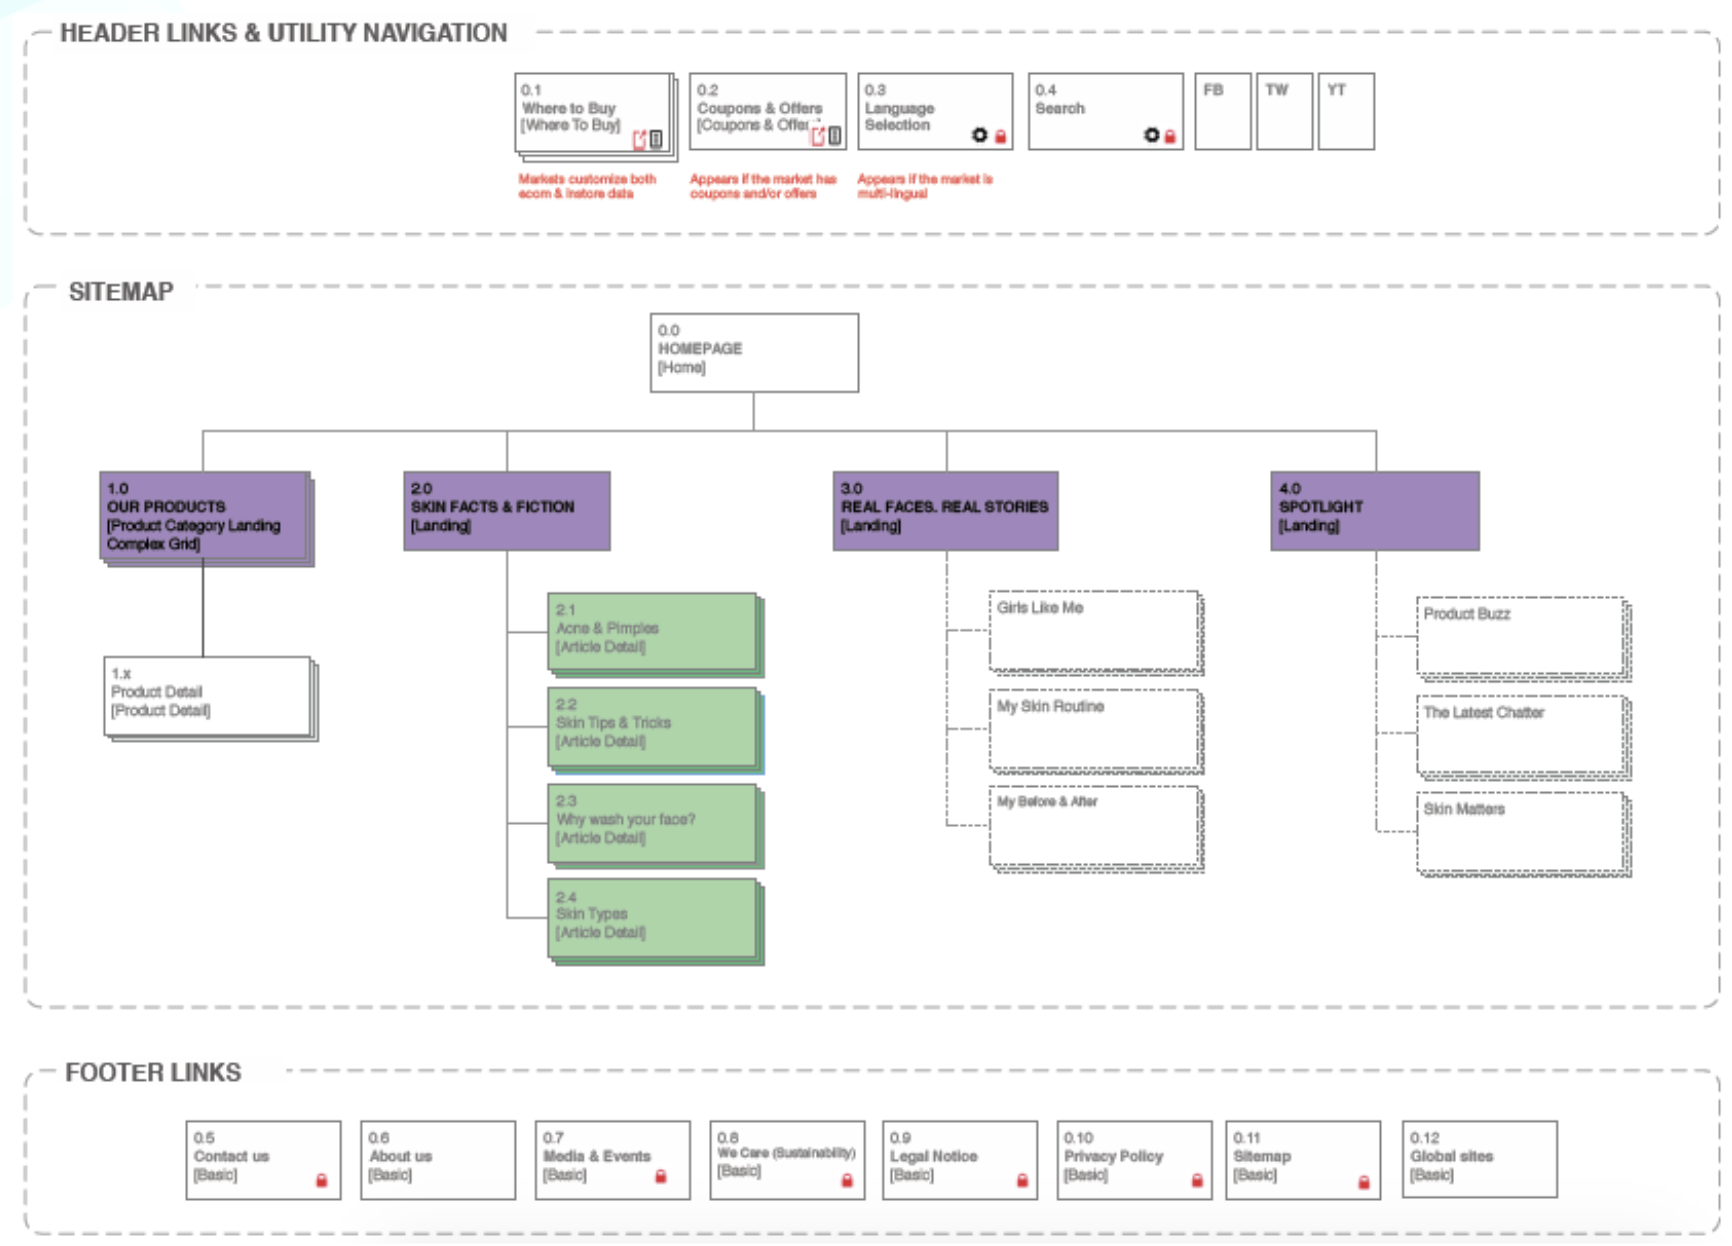 HEADER LINKS & UTILITY NAVIGATION
0.1
Where to Buy
[Where To Buy]
0.2
Coupons & Offers
[Coupons & Offer
0.3
Language
Selection
0.4
Search
FB
TW
YT
Markets customize both
ecom & instore data
Appears if the market has
coupons and/or offers
Appears if the market is
multi-lingual
SITEMAP
0.0
HOMEPAGE
[Home]
1.0
OUR PRODUCTS
[Product Category Landing
Complex Grid]
2.0
SKIN FACTS & FICTION
[Landing]
3.0
REAL FACES. REAL STORIES
[Landing]
4.0
SPOTLIGHT
[Landing]
1.x
Product Detail
[Product Detail]
2.1
Acne & Pimples
[Article Detail]
2.2
Skin Tips & Tricks
[Article Detail]
2.3
Why wash your face?
[Article Detail]
2.4
Skin Types
[Article Detail]
Girls Like Me
My Skin Routine
My Before & After
Product Buzz
The Latest Chatter
Skin Matters
FOOTER LINKS
0.5
Contact us
[Basic]
0.6
About us
[Basic]
0.7
Media & Events
[Basic]
0.8
We Care (Sustainability)
[Basic]
0.9
Legal Notice
[Basic]
0.10
Privacy Policy
[Basic]
0.11
Sitemap
[Basic]
0.12
Global sites
[Basic]